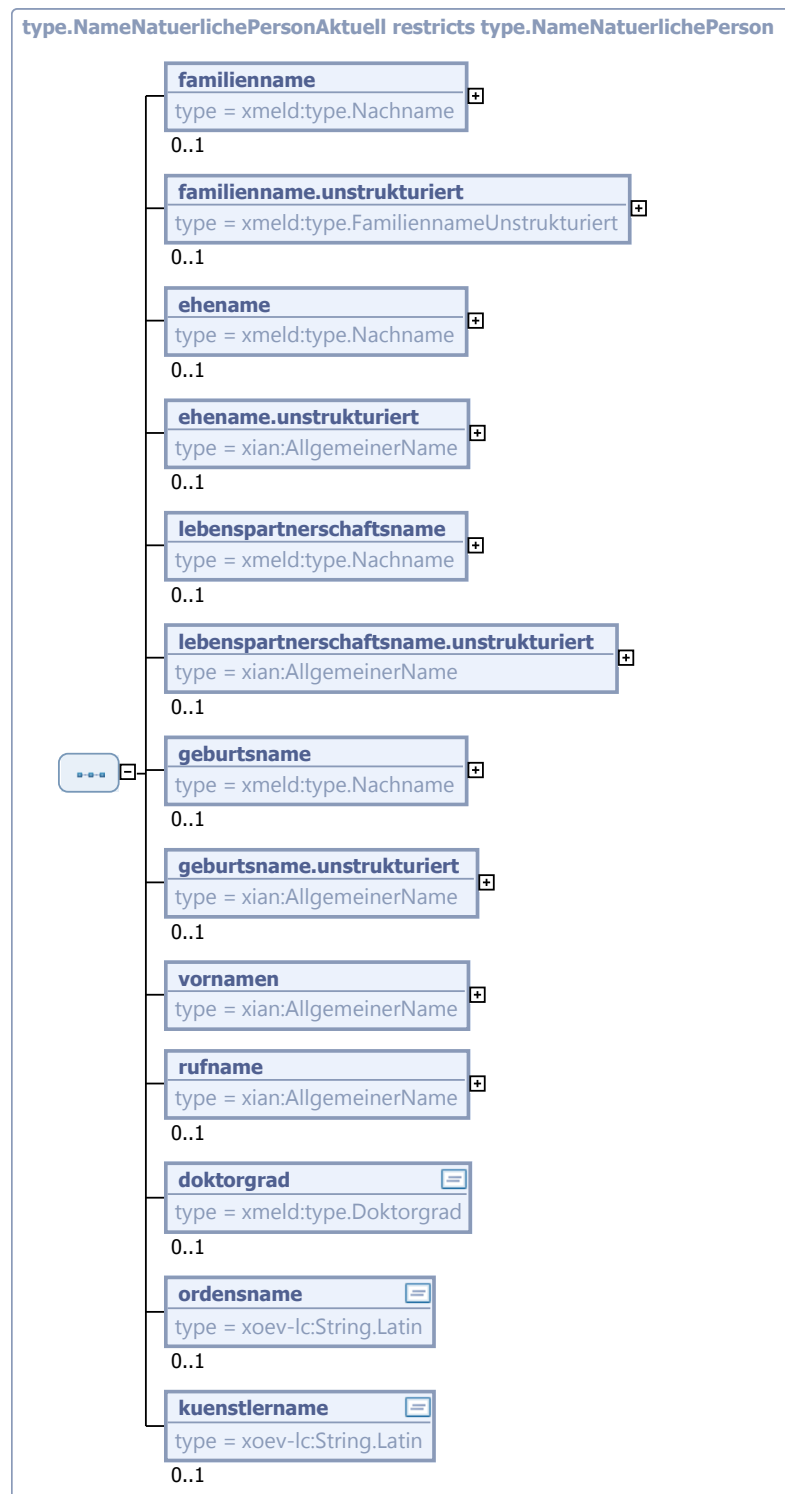 type.NameNatuerlichePersonAktuell restricts type.NameNatuerlichePerson
familienname
type = xmeld:type.Nachname
0..1
familienname.unstrukturiert
type = xmeld:type.FamiliennameUnstrukturiert
0..1
ehename
type = xmeld:type.Nachname
0..1
ehename.unstrukturiert
type = xian:AllgemeinerName
0..1
lebenspartnerschaftsname
type = xmeld:type.Nachname
0..1
lebenspartnerschaftsname.unstrukturiert
type = xian:AllgemeinerName
0..1
geburtsname
type = xmeld:type.Nachname
0..1
geburtsname.unstrukturiert
type = xian:AllgemeinerName
0..1
vornamen
type = xian:AllgemeinerName
rufname
type = xian:AllgemeinerName
0..1
doktorgrad
type = xmeld:type.Doktorgrad
0..1
ordensname
type = xoev-lc:String.Latin
0..1
kuenstlername
type = xoev-lc:String.Latin
0..1